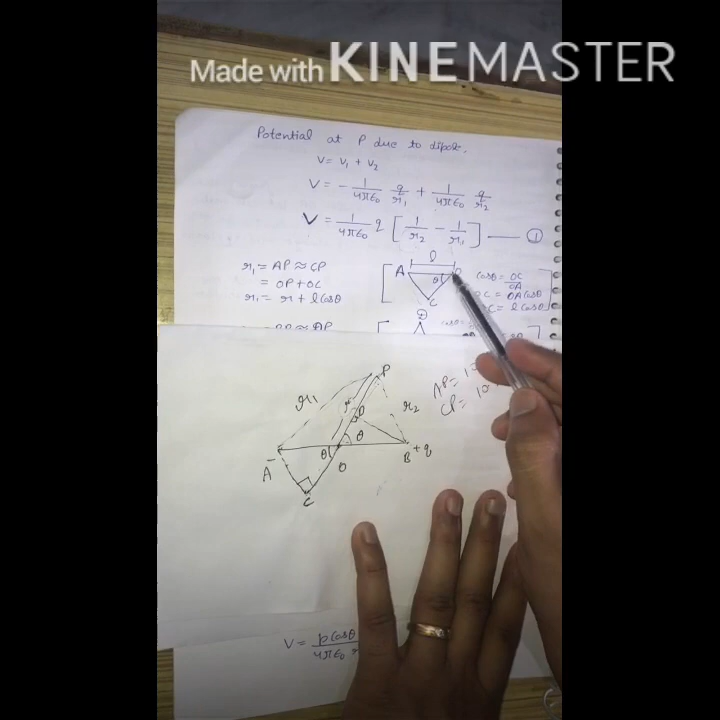 Made with KINEMASTER
Potential at P due to dipole.
V = V₁ + V₂
V = - 1/4πε₀ q/r₁ + 1/4πε₀ q/r₂
V = 1/4πε₀ q [ 1/r₂ - 1/r₁ ] —— ①
r₁ = AP ≈ CP
= OP + OC
r₁ = r + l cosθ
l
A
θ
C
cosθ = OC/OA
OC = OA cosθ
OC = l cosθ
AP =
CP =
P
r₁
r
D
r₂
θ
A
-
θ
O
B +q
C
V = p cosθ
4πε₀